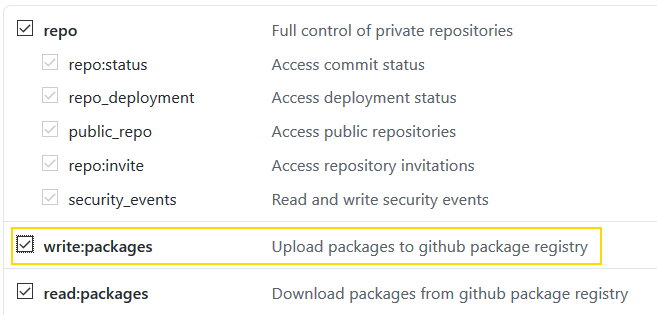 repo Full control of private repositories
repo:status Access commit status
repo_deployment Access deployment status
public_repo Access public repositories
repo:invite Access repository invitations
security_events Read and write security events
write:packages Upload packages to github package registry
read:packages Download packages from github package registry